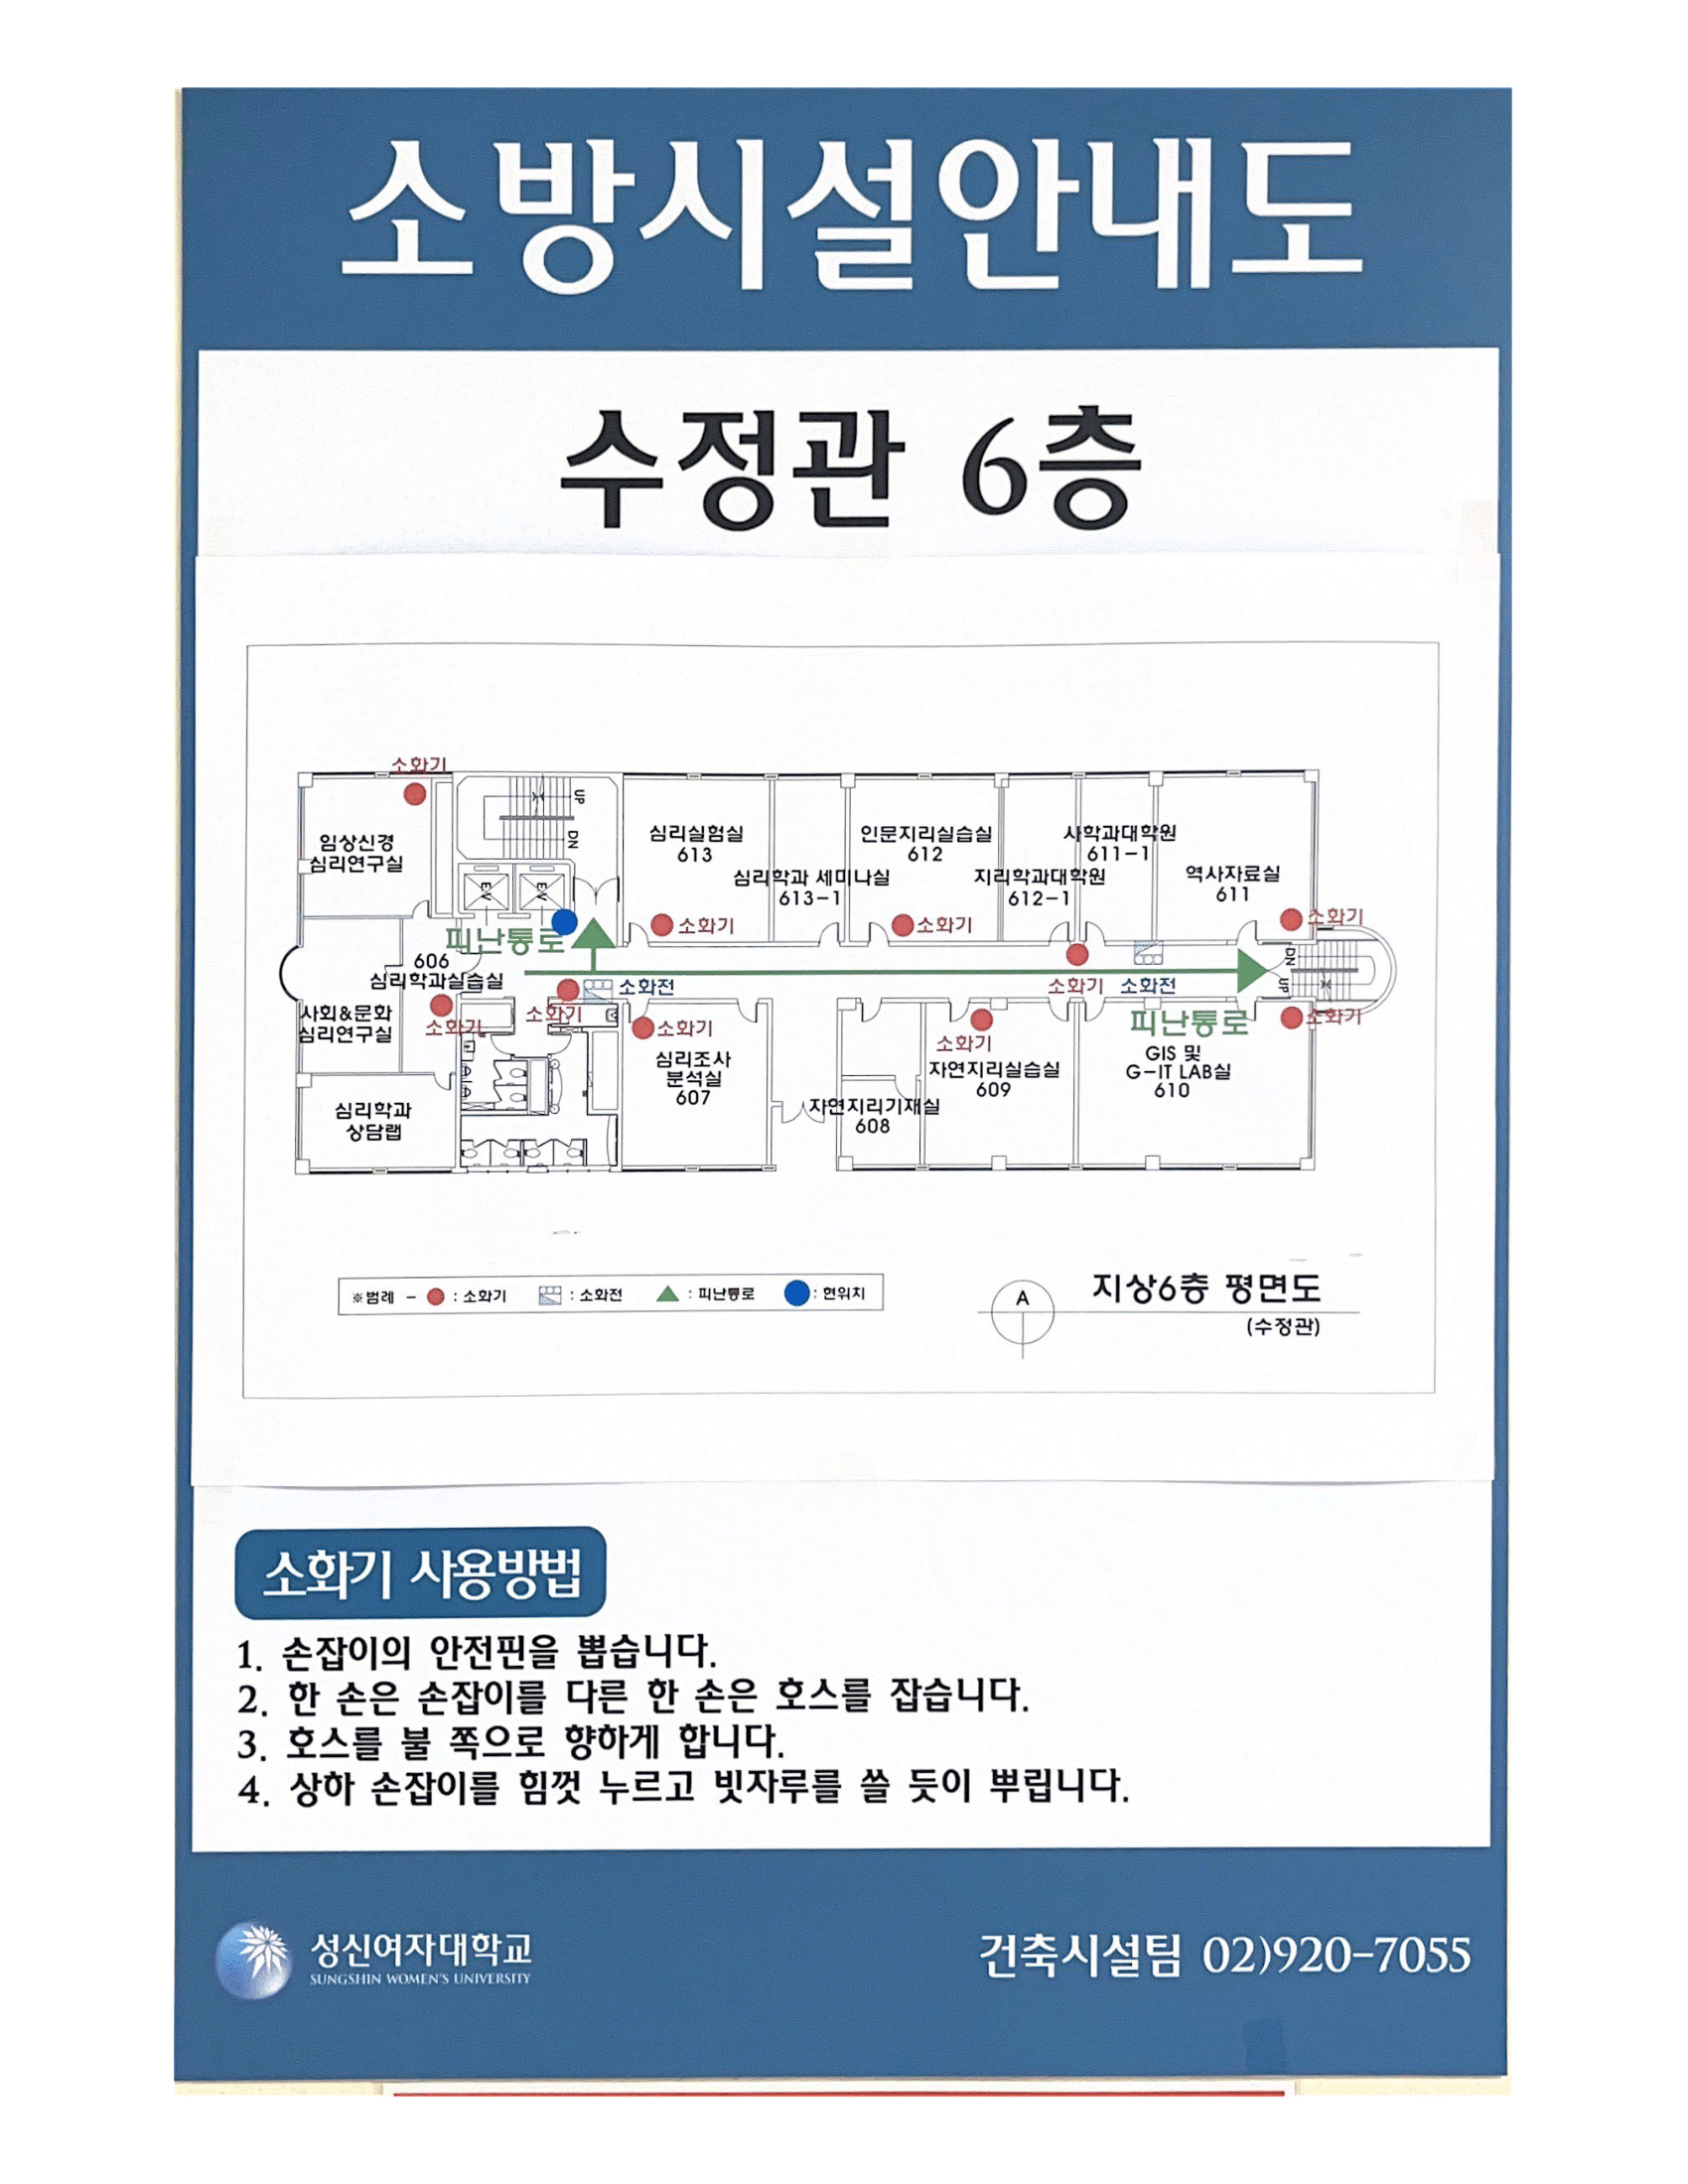 소방시설안내도
수정관 6층
소화기
임상신경
심리연구실
UP
DN
EV
EV
심리실험실
613
심리학과 세미나실
613-1
인문지리실습실
612
지리학과대학원
612-1
사학과대학원
611-1
역사자료실
611
소화기
소화기
소화기
피난통로
606
심리학과실습실
소화기
사회&문화
심리연구실
심리학과
상담랩
소화기
소화전
소화기
심리조사
분석실
607
자연지리기재실
608
소화기
자연지리실습실
609
소화기
소화전
피난통로
GIS 및
G-IT LAB실
610
DN
UP
소화기
※범례 - : 소화기 : 소화전 : 피난통로 : 현위치
A
지상6층 평면도
(수정관)
소화기 사용방법
1. 손잡이의 안전핀을 뽑습니다.
2. 한 손은 손잡이를 다른 한 손은 호스를 잡습니다.
3. 호스를 불 쪽으로 향하게 합니다.
4. 상하 손잡이를 힘껏 누르고 빗자루를 쓸 듯이 뿌립니다.
성신여자대학교
SUNGSHIN WOMEN'S UNIVERSITY
건축시설팀 02)920-7055